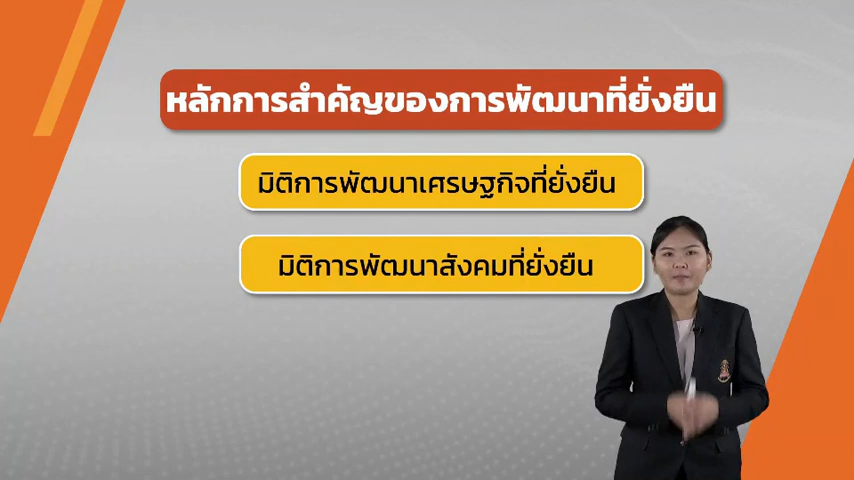 หลักการสำคัญของการพัฒนาที่ยั่งยืน
มิติการพัฒนาเศรษฐกิจที่ยั่งยืน
มิติการพัฒนาสังคมที่ยั่งยืน